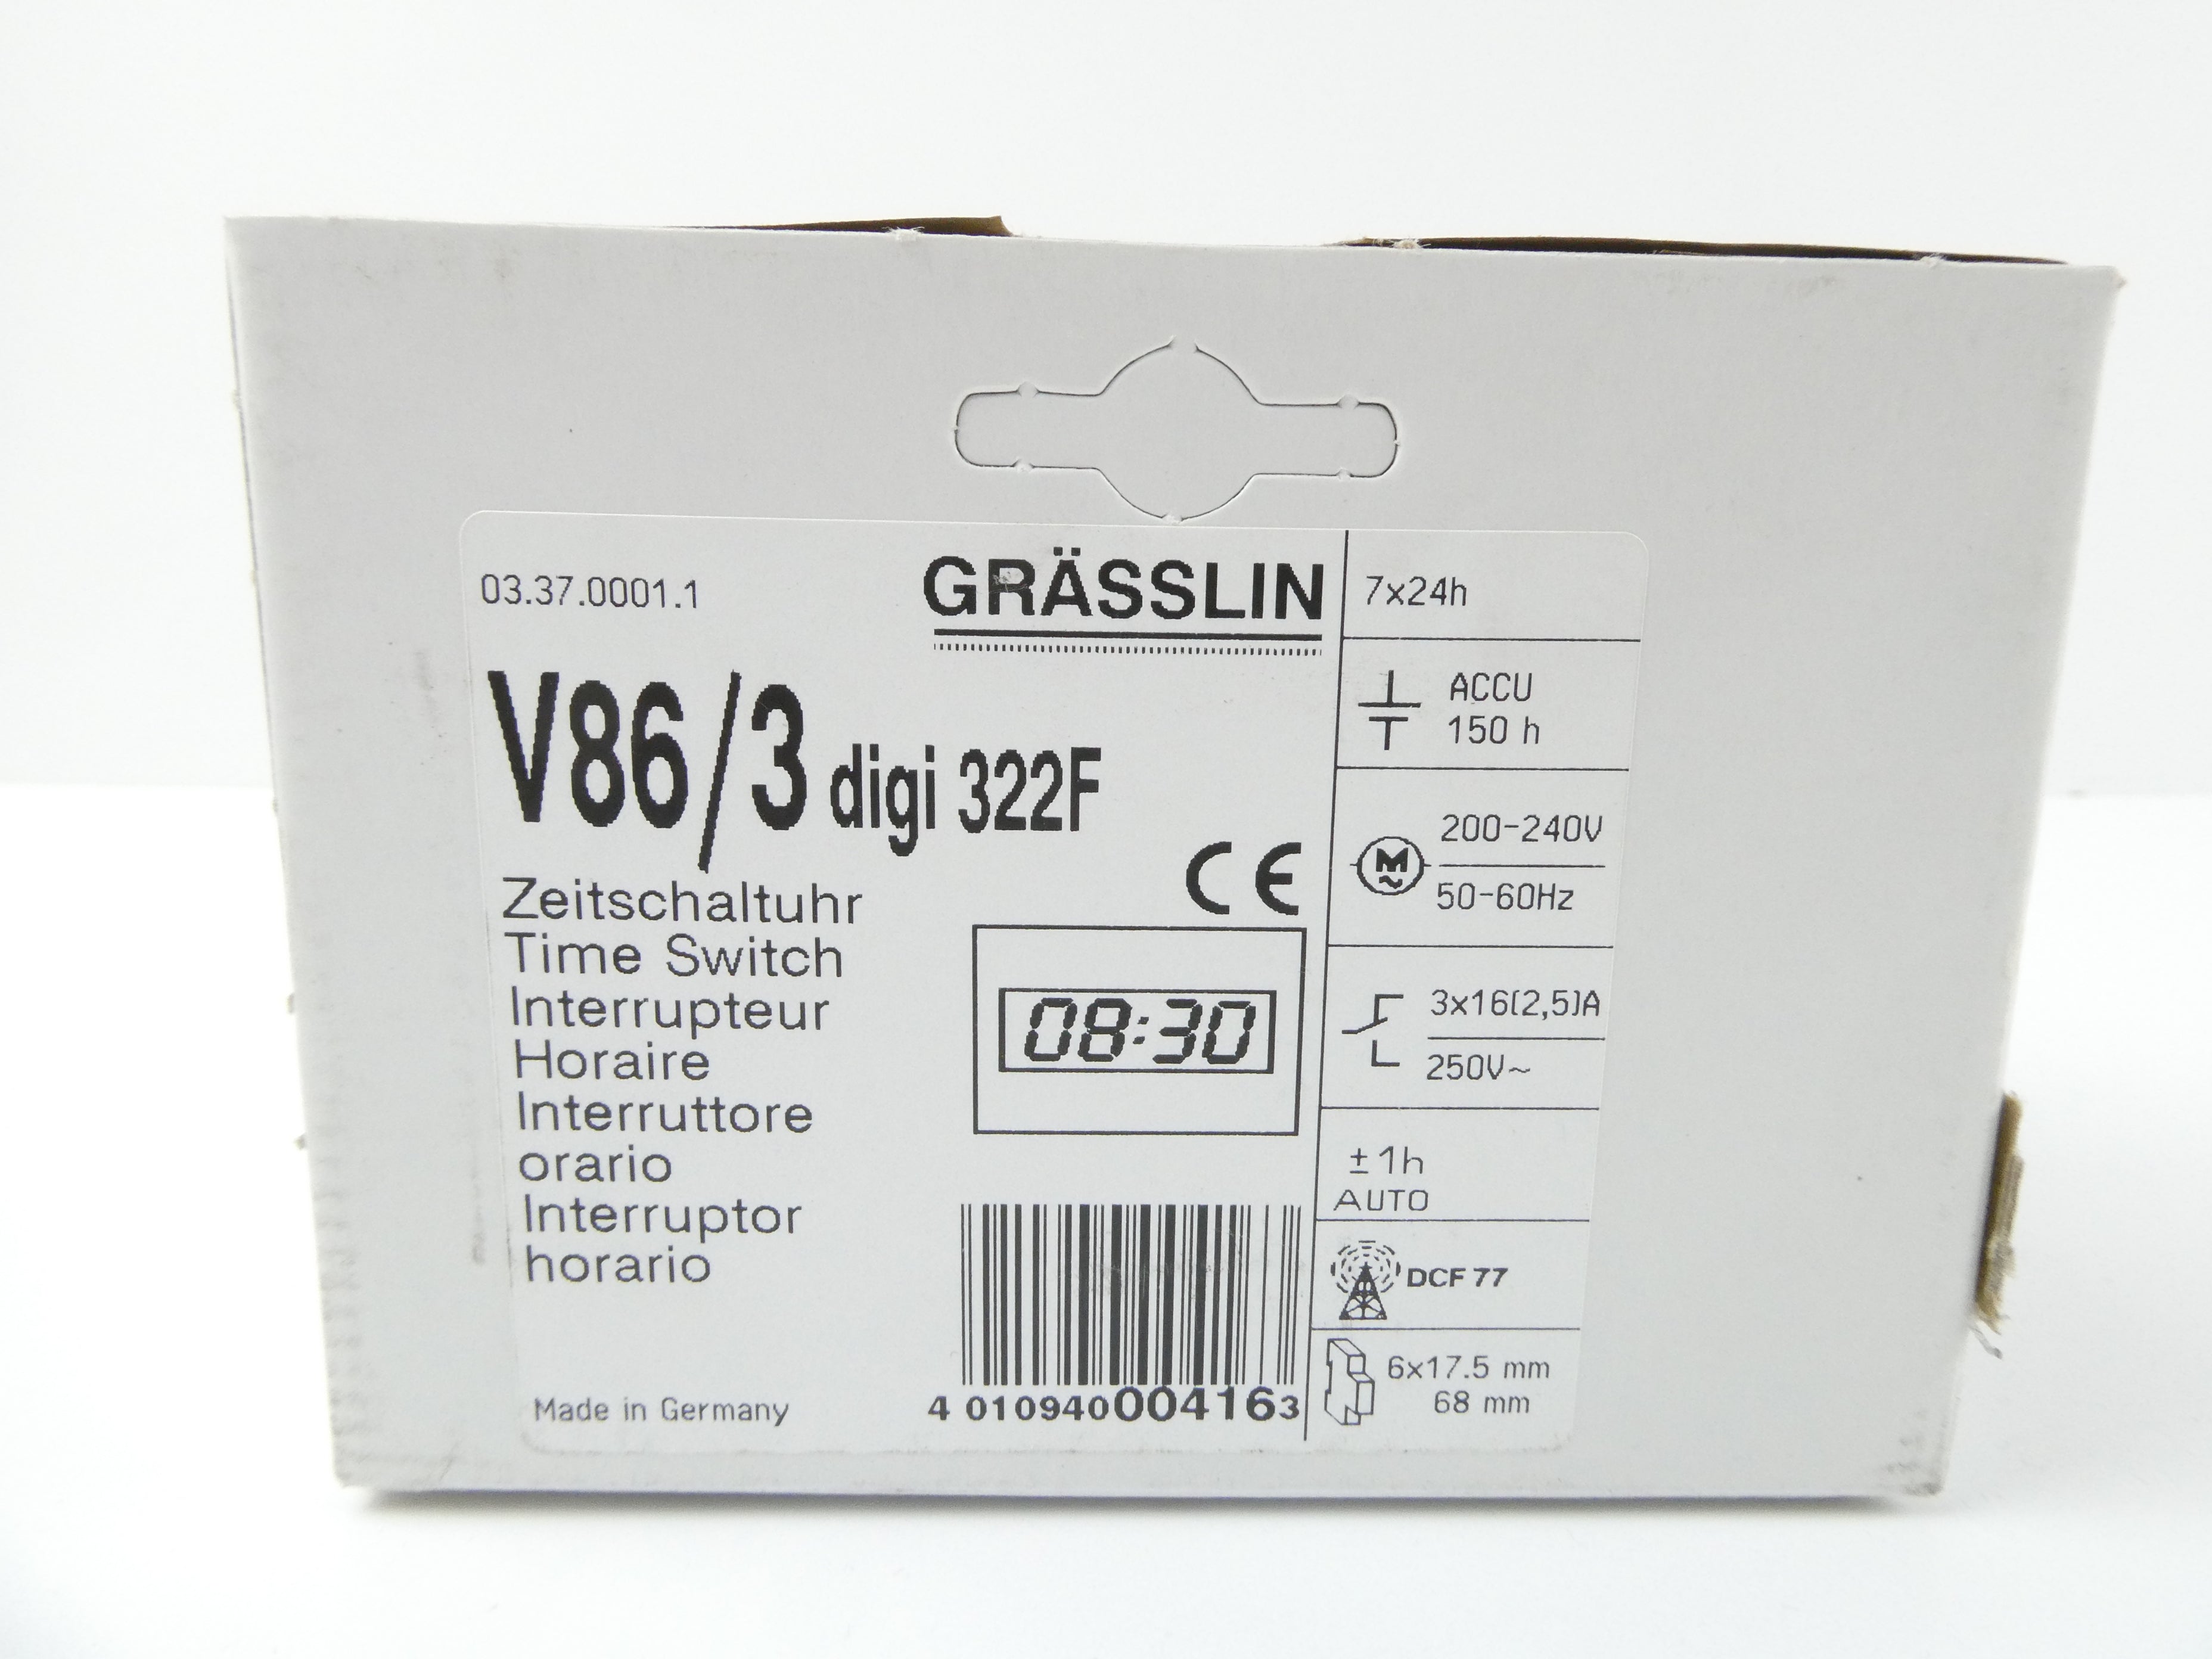 03.37.0001.1
GRÄSSLIN
V86/3 digi 322F
CE
Zeitschaltuhr
Time Switch
Interrupteur
Horaire
Interruttore
orario
Interruptor
horario
08:30
Made in Germany
4 010940004163
7x24h
ACCU
150 h
M
~
200-240V
50-60Hz
3x16(2,5)A
250V~
±1h
AUTO
DCF 77
6x17.5 mm
68 mm